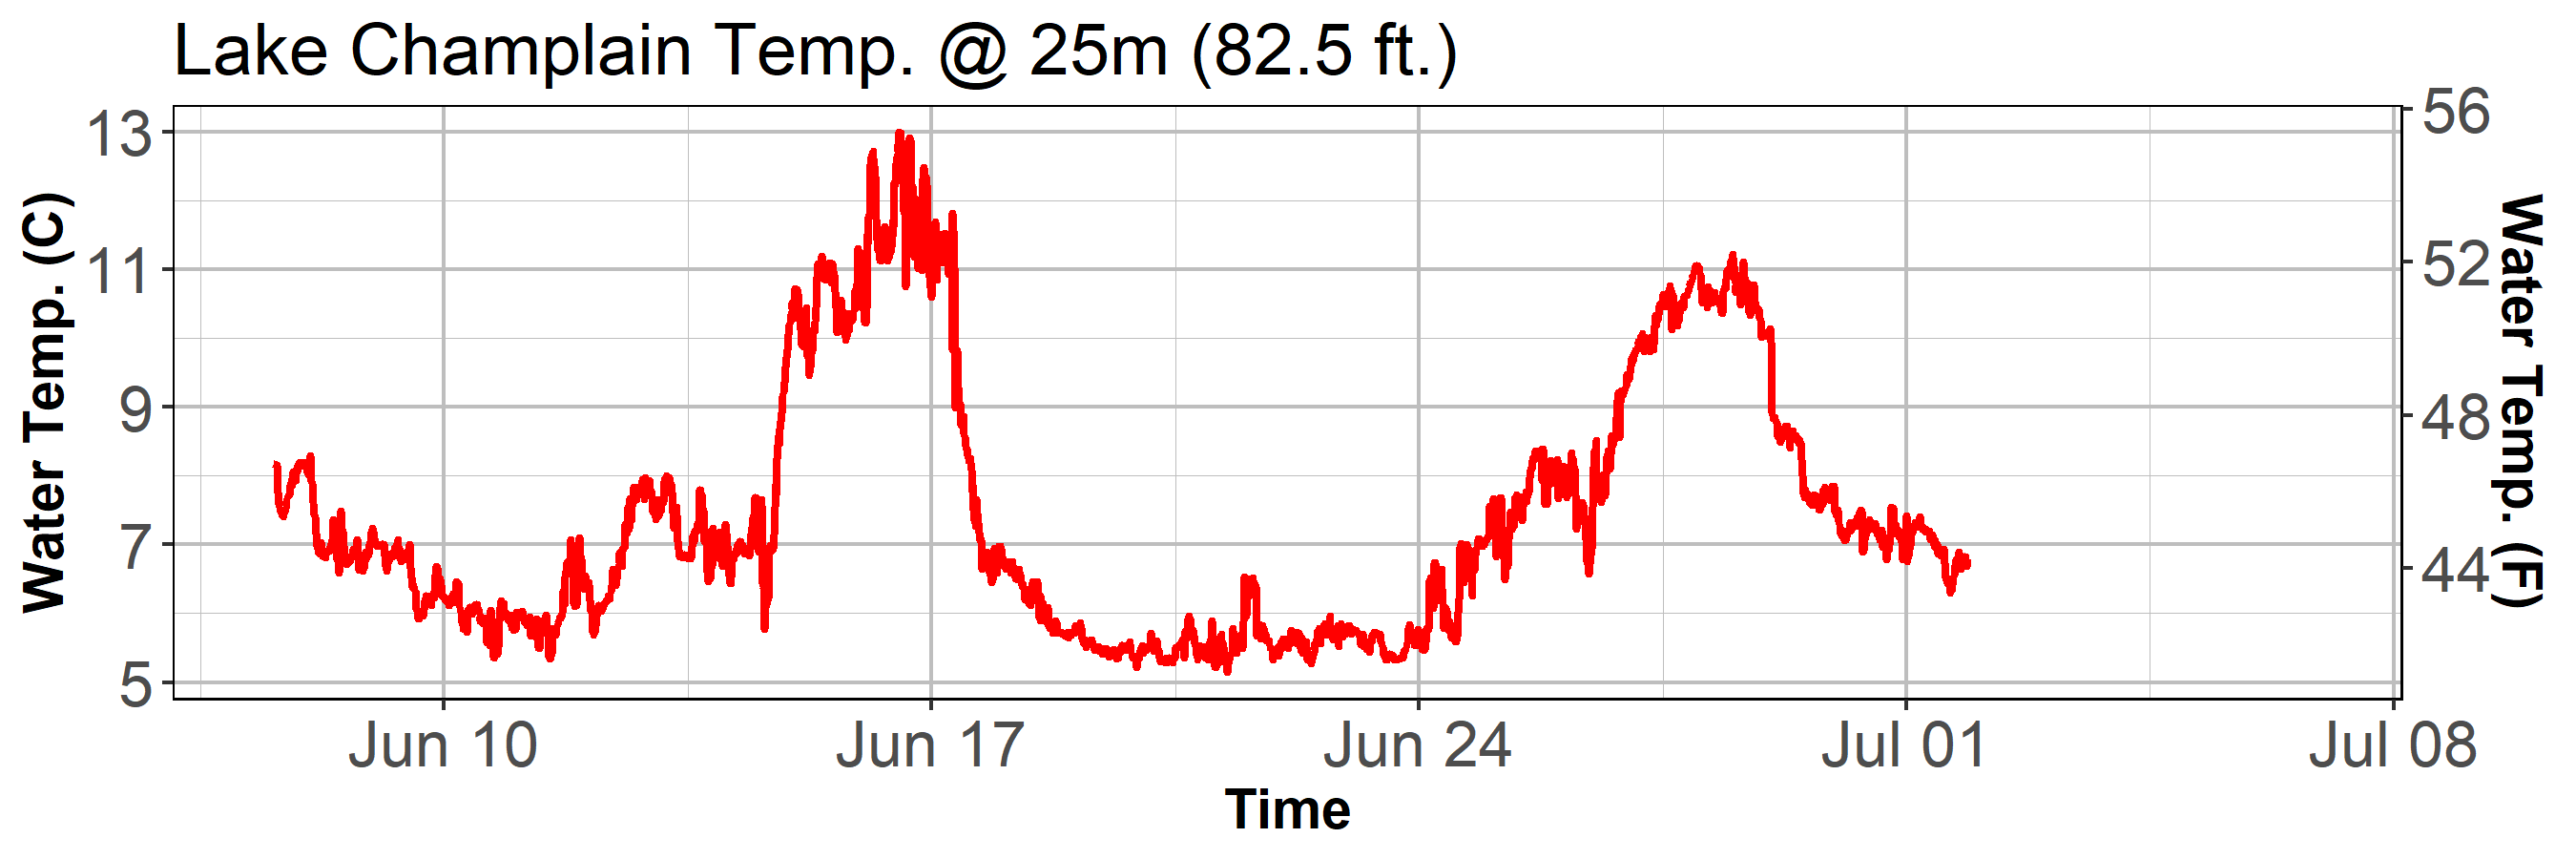 Lake Champlain Temp. @ 25m (82.5 ft.)
Water Temp. (C)
13
11
9
7
5
56
52
48
44
Water Temp. (F)
Jun 10 Jun 17 Jun 24 Jul 01 Jul 08
Time